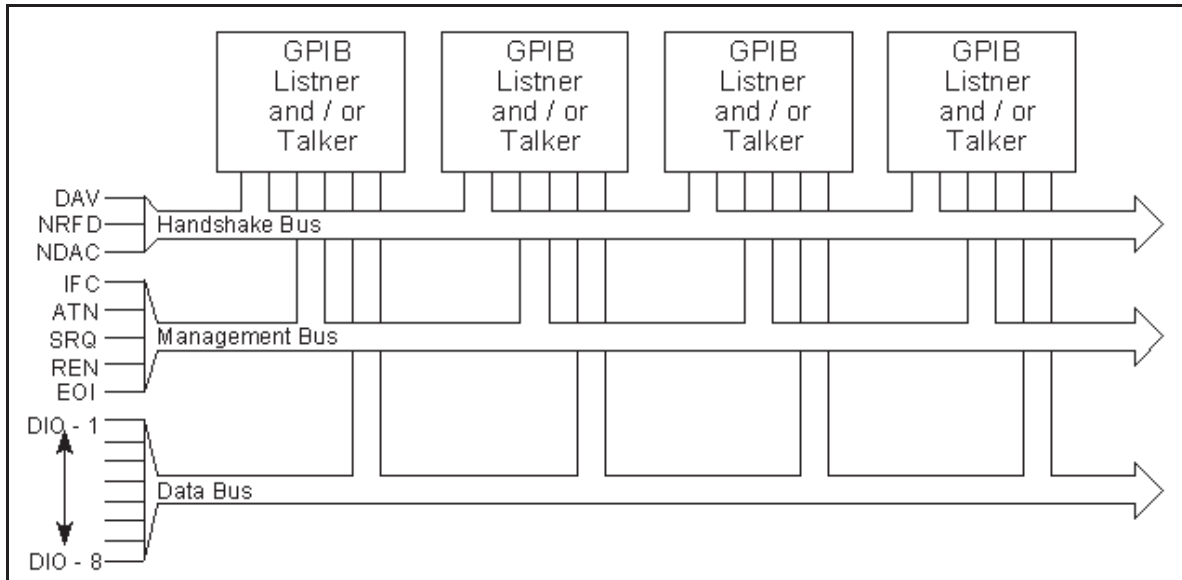 GPIB
Listner
and / or
Talker
GPIB
Listner
and / or
Talker
GPIB
Listner
and / or
Talker
GPIB
Listner
and / or
Talker
DAV
NRFD
NDAC
Handshake Bus
IFC
ATN
SRQ
REN
EOI
Management Bus
DIO - 1
DIO - 8
Data Bus